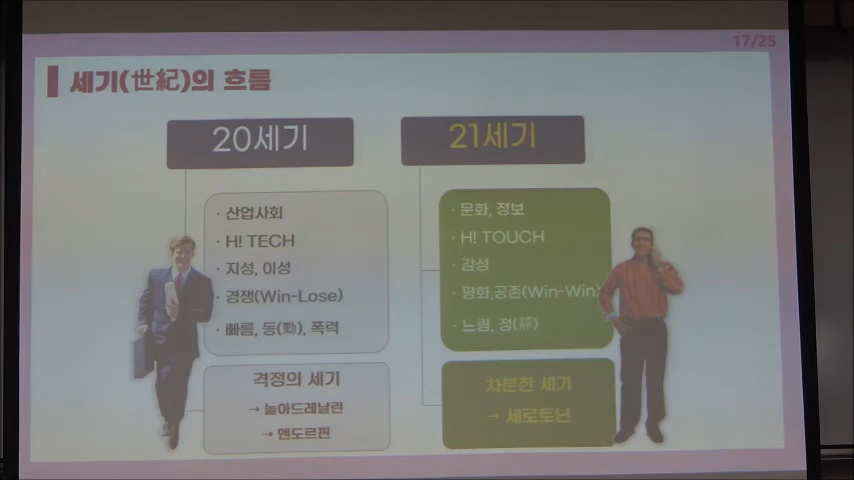 17/25
세기(世紀)의 흐름
20세기
· 산업사회
· H! TECH
· 지성, 이성
· 경쟁(Win-Lose)
· 빠름, 동(動), 폭력
격정의 세기
→ 놀아드레날린
→ 엔도르핀
21세기
· 문화, 정보
· H! TOUCH
· 감성
· 평화,공존(Win-Win)
· 느림, 정(靜)
차분한 세기
→ 세로토닌